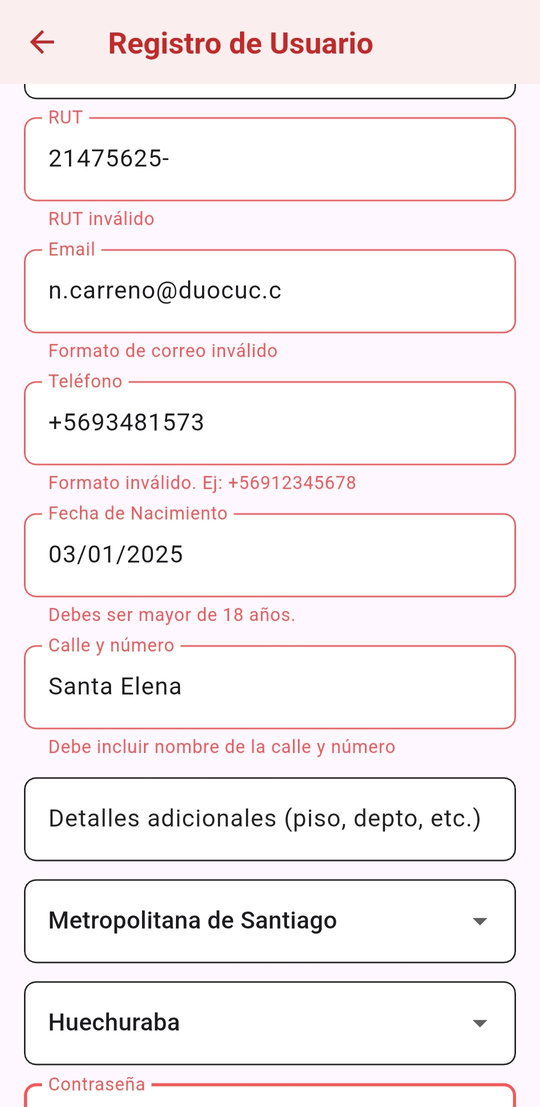 Registro de Usuario
RUT
21475625-
RUT inválido
Email
n.carreno@duocuc.c
Formato de correo inválido
Teléfono
+5693481573
Formato inválido. Ej: +56912345678
Fecha de Nacimiento
03/01/2025
Debes ser mayor de 18 años.
Calle y número
Santa Elena
Debe incluir nombre de la calle y número
Detalles adicionales (piso, depto, etc.)
Metropolitana de Santiago
Huechuraba
Contraseña